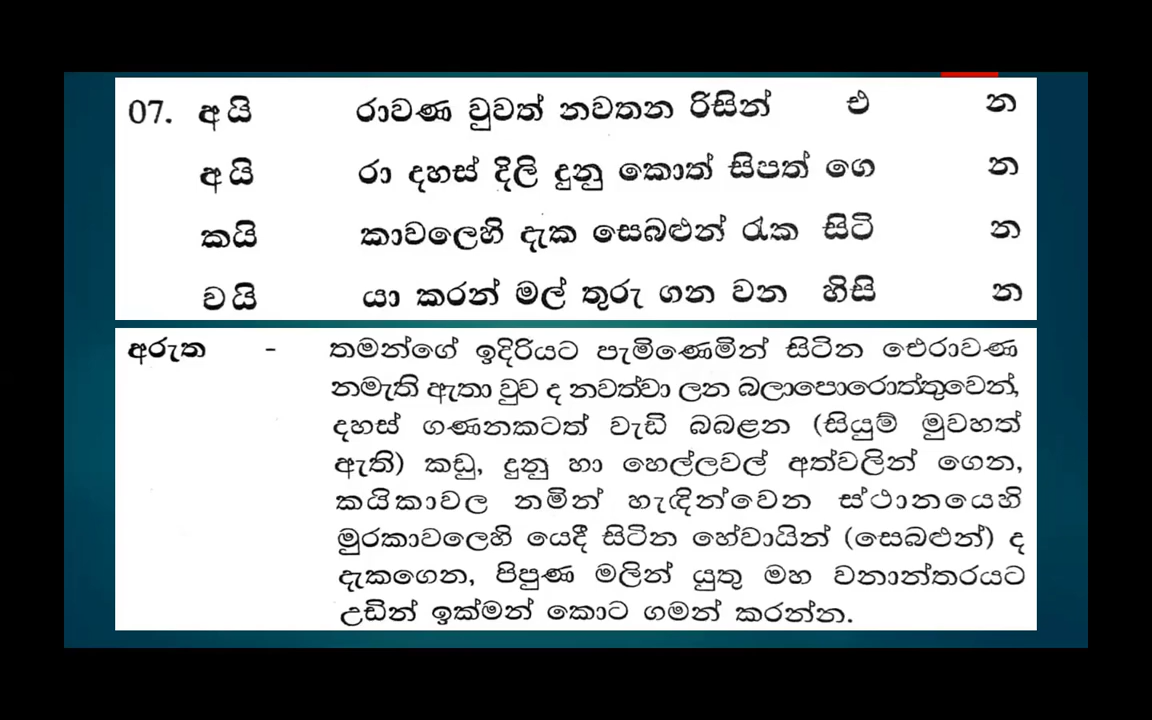 07. අයි රාවණ වුවත් නවතන රිසින් එ න
අයි රා දහස් දිලි දුනු කොත් සිපත් ගෙ න
කයි කාවලෙහි දැක සෙබළුන් රැක සිටි න
වයි යා කරන් මල් තුරු ගන වන හිසි න
අරුත - තමන්ගේ ඉදිරියට පැමිණෙමින් සිටින ඓරාවණ
නමැති ඇතා වුව ද නවත්වා ලන බලාපොරොත්තුවෙන්,
දහස් ගණනකටත් වැඩි බබළන (සියුම් මුවහත්
ඇති) කඩු, දුනු හා හෙල්ලවල් අත්වලින් ගෙන,
කයිකාවල නමින් හැඳින්වෙන ස්ථානයෙහි
මුරකාවලෙහි යෙදී සිටින හේවායින් (සෙබළුන්) ද
දැකගෙන, පිපුණ මලින් යුතු මහ වනාන්තරයට
උඩින් ඉක්මන් කොට ගමන් කරන්න.